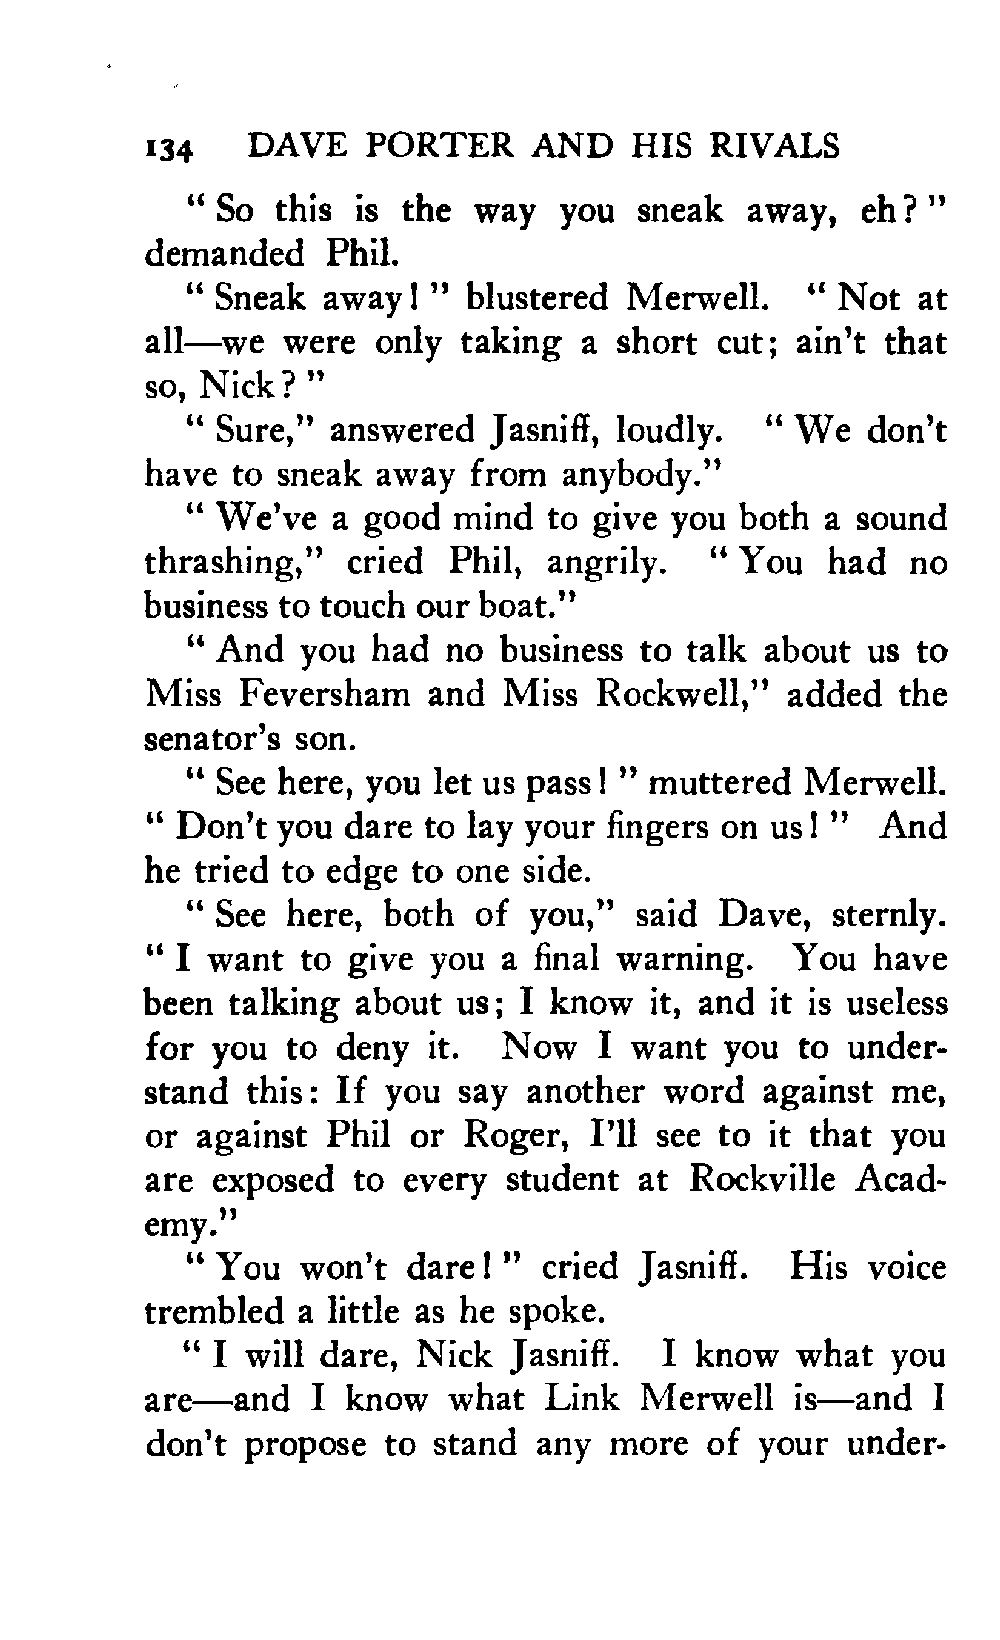 134 DAVE PORTER AND HIS RIVALS
" So this is the way you sneak away, eh? "
demanded Phil.
" Sneak away! " blustered Merwell. " Not at
all—we were only taking a short cut; ain't that
so, Nick? "
" Sure," answered Jasniff, loudly. " We don't
have to sneak away from anybody."
" We've a good mind to give you both a sound
thrashing," cried Phil, angrily. " You had no
business to touch our boat."
" And you had no business to talk about us to
Miss Feversham and Miss Rockwell," added the
senator's son.
" See here, you let us pass! " muttered Merwell.
" Don't you dare to lay your fingers on us! " And
he tried to edge to one side.
" See here, both of you," said Dave, sternly.
" I want to give you a final warning. You have
been talking about us; I know it, and it is useless
for you to deny it. Now I want you to under-
stand this: If you say another word against me,
or against Phil or Roger, I'll see to it that you
are exposed to every student at Rockville Acad-
emy."
" You won't dare! " cried Jasniff. His voice
trembled a little as he spoke.
" I will dare, Nick Jasniff. I know what you
are—and I know what Link Merwell is—and I
don't propose to stand any more of your under-